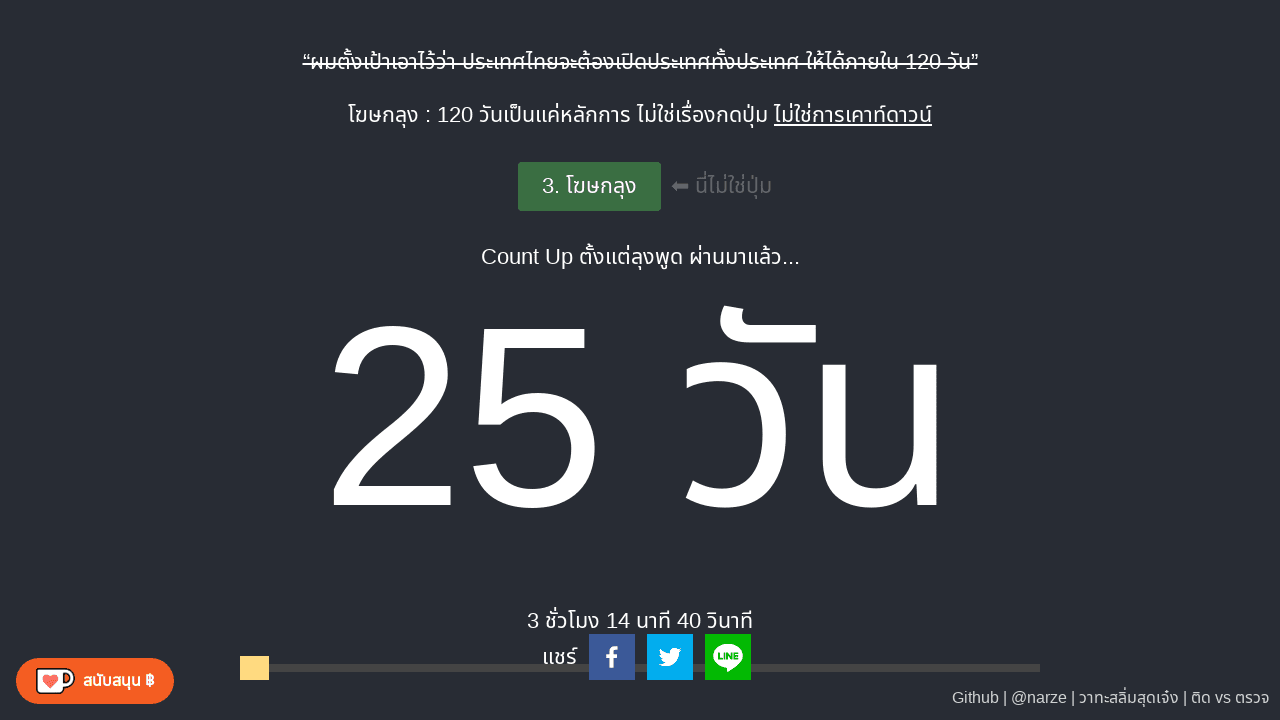 “ผมตั้งเป้าเอาไว้ว่า ประเทศไทยจะต้องเปิดประเทศทั้งประเทศ ให้ได้ภายใน 120 วัน”
โฆษกลุง : 120 วันเป็นแค่หลักการ ไม่ใช่เรื่องกดปุ่ม ไม่ใช่การเคาท์ดาวน์
3. โฆษกลุง ⬅ นี่ไม่ใช่ปุ่ม
Count Up ตั้งแต่ลุงพูด ผ่านมาแล้ว...
25 วัน
3 ชั่วโมง 14 นาที 40 วินาที
แชร์ LINE
สนับสนุน ฿
Github | @narze | วาทะสลิ่มสุดเจ๋ง | ติด vs ตรวจ